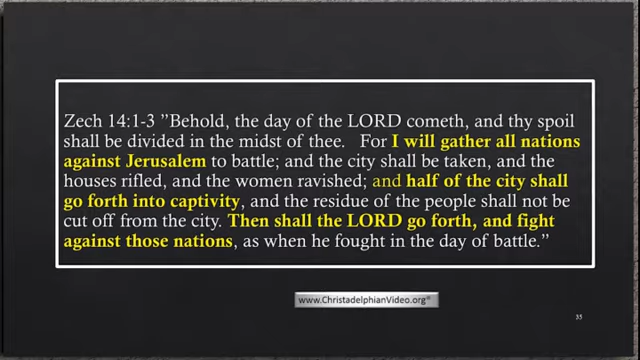 Zech 14:1-3 ”Behold, the day of the LORD cometh, and thy spoil
shall be divided in the midst of thee. For I will gather all nations
against Jerusalem to battle; and the city shall be taken, and the
houses rifled, and the women ravished; and half of the city shall
go forth into captivity, and the residue of the people shall not be
cut off from the city. Then shall the LORD go forth, and fight
against those nations, as when he fought in the day of battle.”
www.ChristadelphianVideo.org®
35